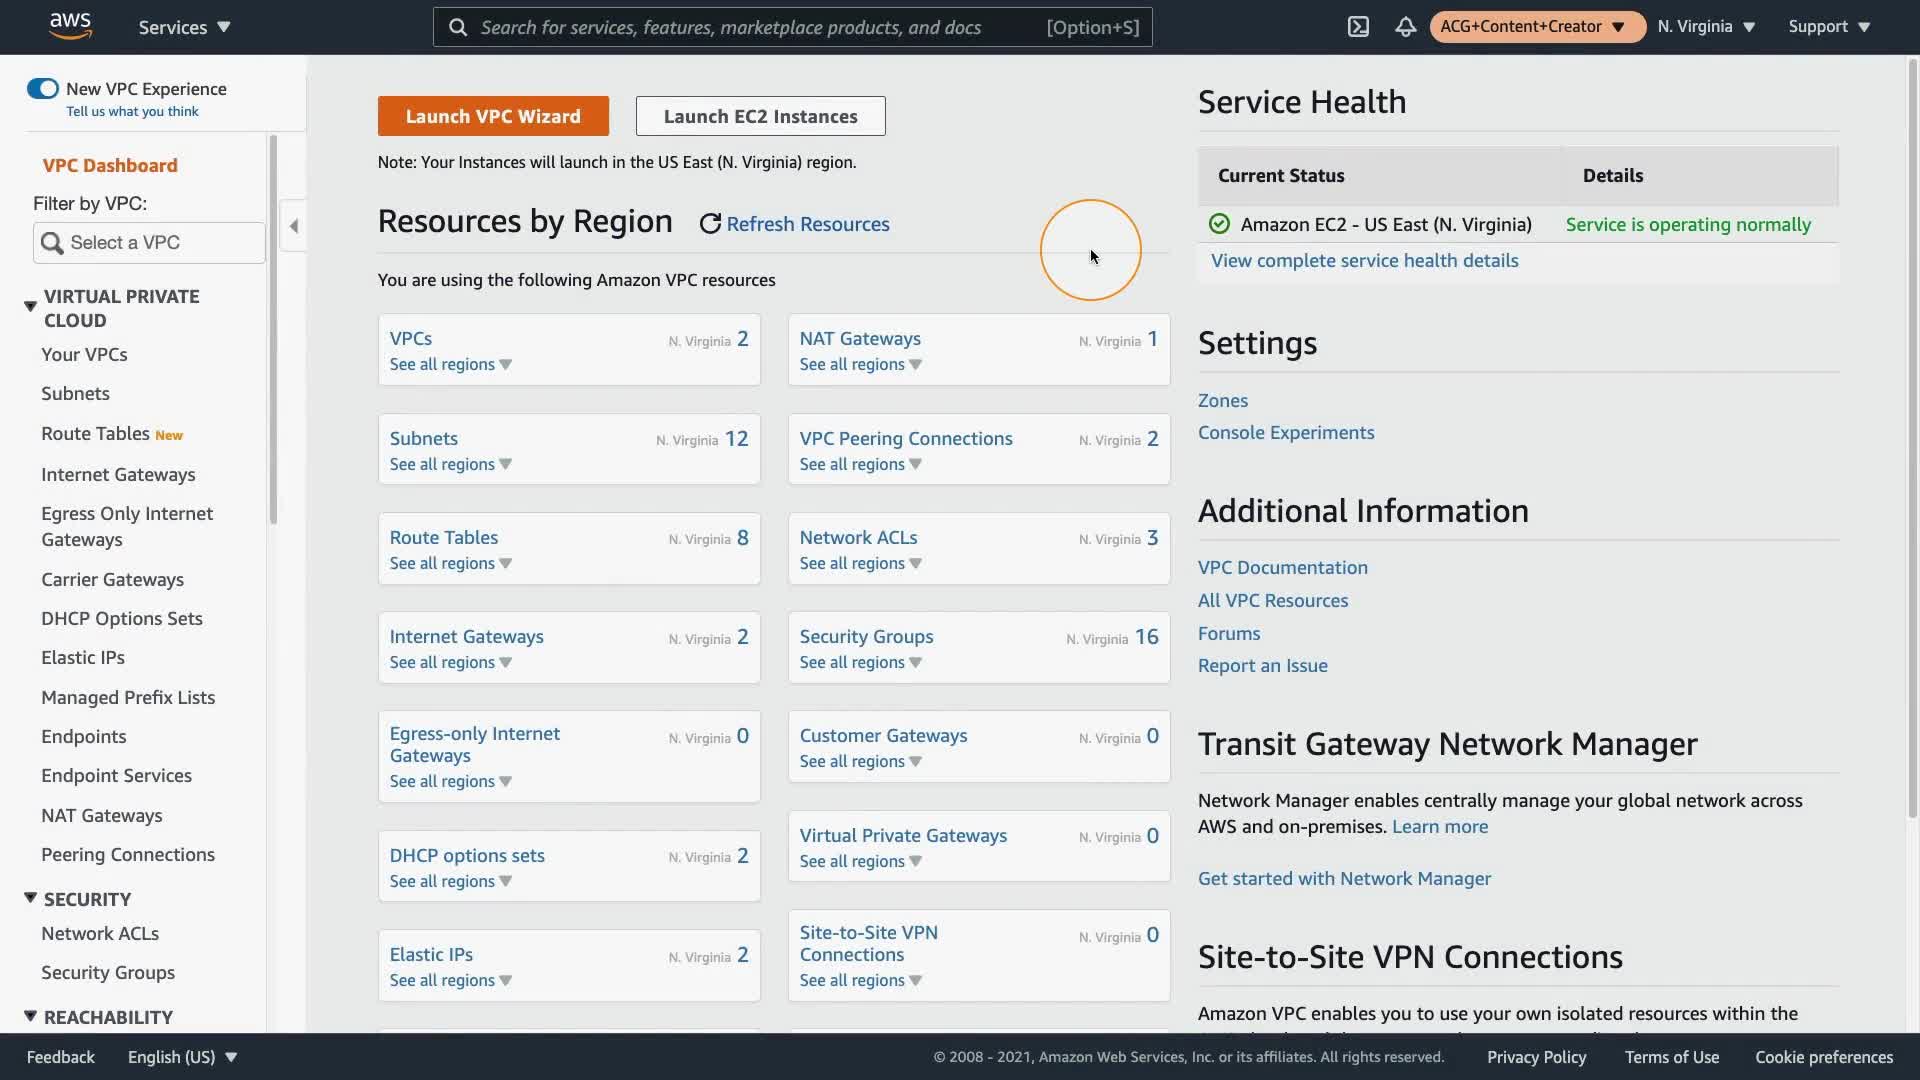 aws
Services
Search for services, features, marketplace products, and docs
[Option+S]
ACG+Content+Creator
N. Virginia
Support
New VPC Experience
Tell us what you think
VPC Dashboard
Filter by VPC:
Select a VPC
VIRTUAL PRIVATE
CLOUD
Your VPCs
Subnets
Route Tables New
Internet Gateways
Egress Only Internet
Gateways
Carrier Gateways
DHCP Options Sets
Elastic IPs
Managed Prefix Lists
Endpoints
Endpoint Services
NAT Gateways
Peering Connections
SECURITY
Network ACLs
Security Groups
REACHABILITY
Launch VPC Wizard
Launch EC2 Instances
Note: Your Instances will launch in the US East (N. Virginia) region.
Resources by Region
Refresh Resources
You are using the following Amazon VPC resources
VPCs N. Virginia 2
See all regions
NAT Gateways N. Virginia 1
See all regions
Subnets N. Virginia 12
See all regions
VPC Peering Connections N. Virginia 2
See all regions
Route Tables N. Virginia 8
See all regions
Network ACLs N. Virginia 3
See all regions
Internet Gateways N. Virginia 2
See all regions
Security Groups N. Virginia 16
See all regions
Egress-only Internet N. Virginia 0
Gateways
See all regions
Customer Gateways N. Virginia 0
See all regions
DHCP options sets N. Virginia 2
See all regions
Virtual Private Gateways N. Virginia 0
See all regions
Elastic IPs N. Virginia 2
See all regions
Site-to-Site VPN N. Virginia 0
Connections
See all regions
Service Health
Current Status Details
Amazon EC2 - US East (N. Virginia) Service is operating normally
View complete service health details
Settings
Zones
Console Experiments
Additional Information
VPC Documentation
All VPC Resources
Forums
Report an Issue
Transit Gateway Network Manager
Network Manager enables centrally manage your global network across
AWS and on-premises. Learn more
Get started with Network Manager
Site-to-Site VPN Connections
Amazon VPC enables you to use your own isolated resources within the
Feedback
English (US)
© 2008 - 2021, Amazon Web Services, Inc. or its affiliates. All rights reserved.
Privacy Policy
Terms of Use
Cookie preferences